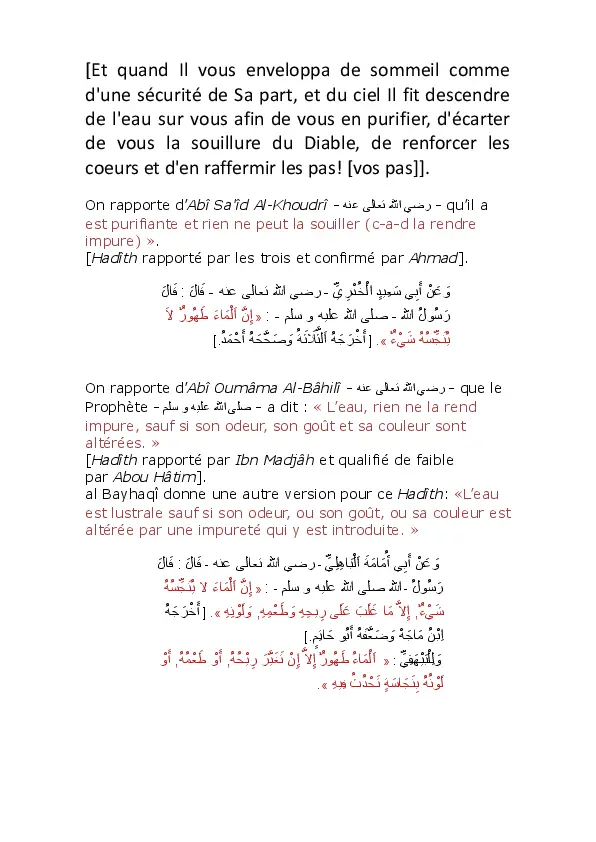 [Et quand Il vous enveloppa de sommeil comme
d'une sécurité de Sa part, et du ciel Il fit descendre
de l'eau sur vous afin de vous en purifier, d'écarter
de vous la souillure du Diable, de renforcer les
coeurs et d'en raffermir les pas! [vos pas]].
On rapporte d'Abî Sa'îd Al-Khoudrî – رضي الله تعالى عنه – qu'il a
est purifiante et rien ne peut la souiller (c-a-d la rendre
impure) ».
[Hadîth rapporté par les trois et confirmé par Ahmad].
وَ عَنْ أَبِي سَعِيدٍ اَلْخُدْرِيِّ - رضي الله تعالى عنه - قَالَ : قَالَ
رَسُولُ الله - صلى الله عليه و سلم - : « إِنَّ اَلْمَاءَ طَهُورٌ لَا
يُنَجِّسُهُ شَيْءٌ ». [أَخْرَجَهُ اَلثَّلَاثَةُ وَصَحَّحَهُ أَحْمَدُ.]
On rapporte d'Abî Oumâma Al-Bâhilî – رضي الله تعالى عنه – que le
Prophète – صلى الله عليه و سلم – a dit : « L'eau, rien ne la rend
impure, sauf si son odeur, son goût et sa couleur sont
altérées. »
[Hadîth rapporté par Ibn Madjâh et qualifié de faible
par Abou Hâtim].
al Bayhaqî donne une autre version pour ce Hadîth: «L'eau
est lustrale sauf si son odeur, ou son goût, ou sa couleur est
altérée par une impureté qui y est introduite. »
وَ عَنْ أَبِي أُمَامَةَ اَلْبَاهِلِيِّ - رضي الله تعالى عنه - قَالَ : قَالَ
رَسُولُ -الله صلى الله عليه و سلم - : « إِنَّ اَلْمَاءَ لا يُنَجِّسُهُ
شَيْءٌ, إِلاَّ مَا غَلَبَ عَلَى رِيحِهِ وَطَعْمِهِ, وَلَوْنِهِ ». [أَخْرَجَهُ
اِبْنُ مَاجَهْ وَضَعَّفَهُ أَبُو حَاتِمٍ.]
وَلِلْبَيْهَقِيِّ : « اَلْمَاءُ طَهُورٌ إِلاَّ إِنْ تَغَيَّرَ رِيْحُهُ, أَوْ طَعْمُهُ, أَوْ
لَوْنُهُ بِنَجَاسَةٍ تَحْدُثُ فِيهِ ».